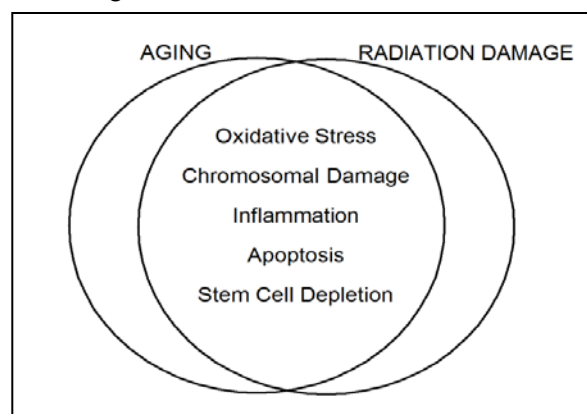 AGING
RADIATION DAMAGE
Oxidative Stress
Chromosomal Damage
Inflammation
Apoptosis
Stem Cell Depletion